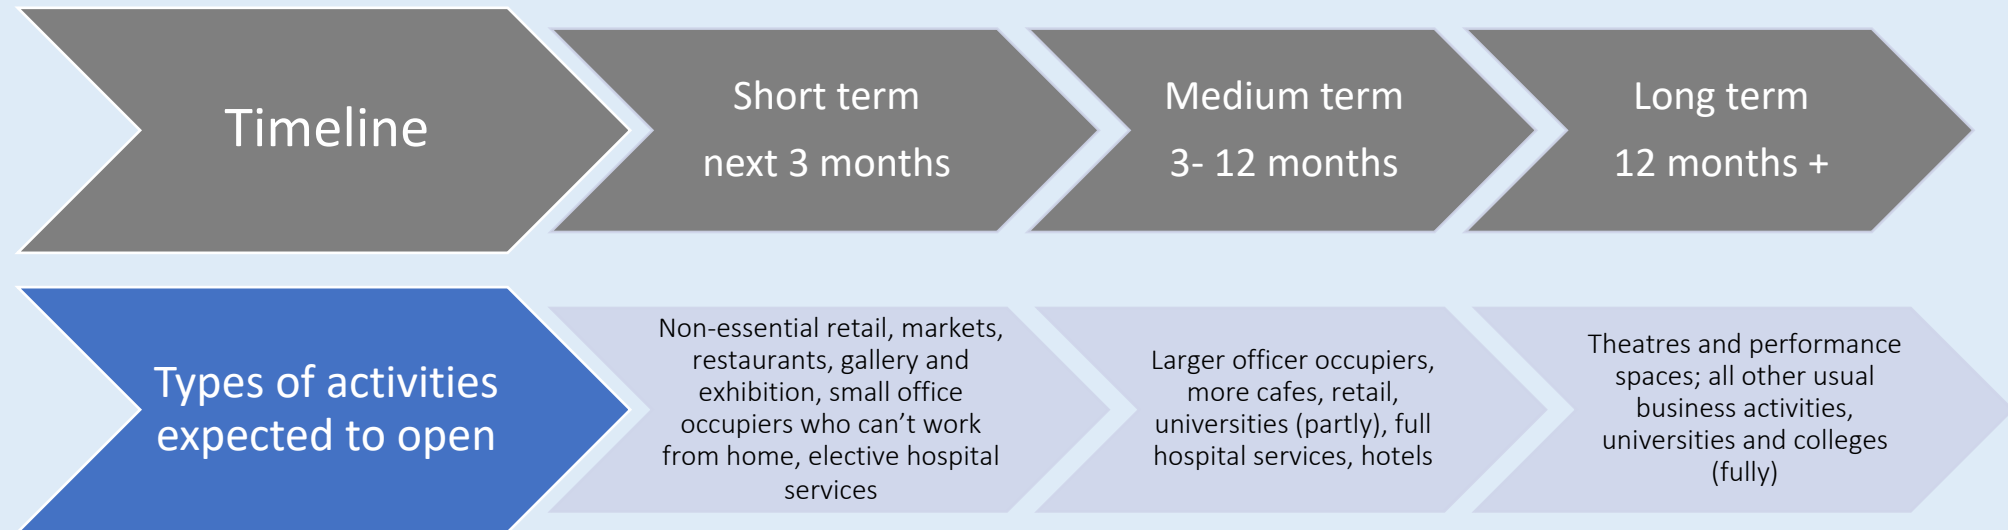 Timeline
Short term
next 3 months
Medium term
3- 12 months
Long term
12 months +
Types of activities
expected to open
Non-essential retail, markets,
restaurants, gallery and
exhibition, small office
occupiers who can’t work
from home, elective hospital
services
Larger officer occupiers,
more cafes, retail,
universities (partly), full
hospital services, hotels
Theatres and performance
spaces; all other usual
business activities,
universities and colleges
(fully)